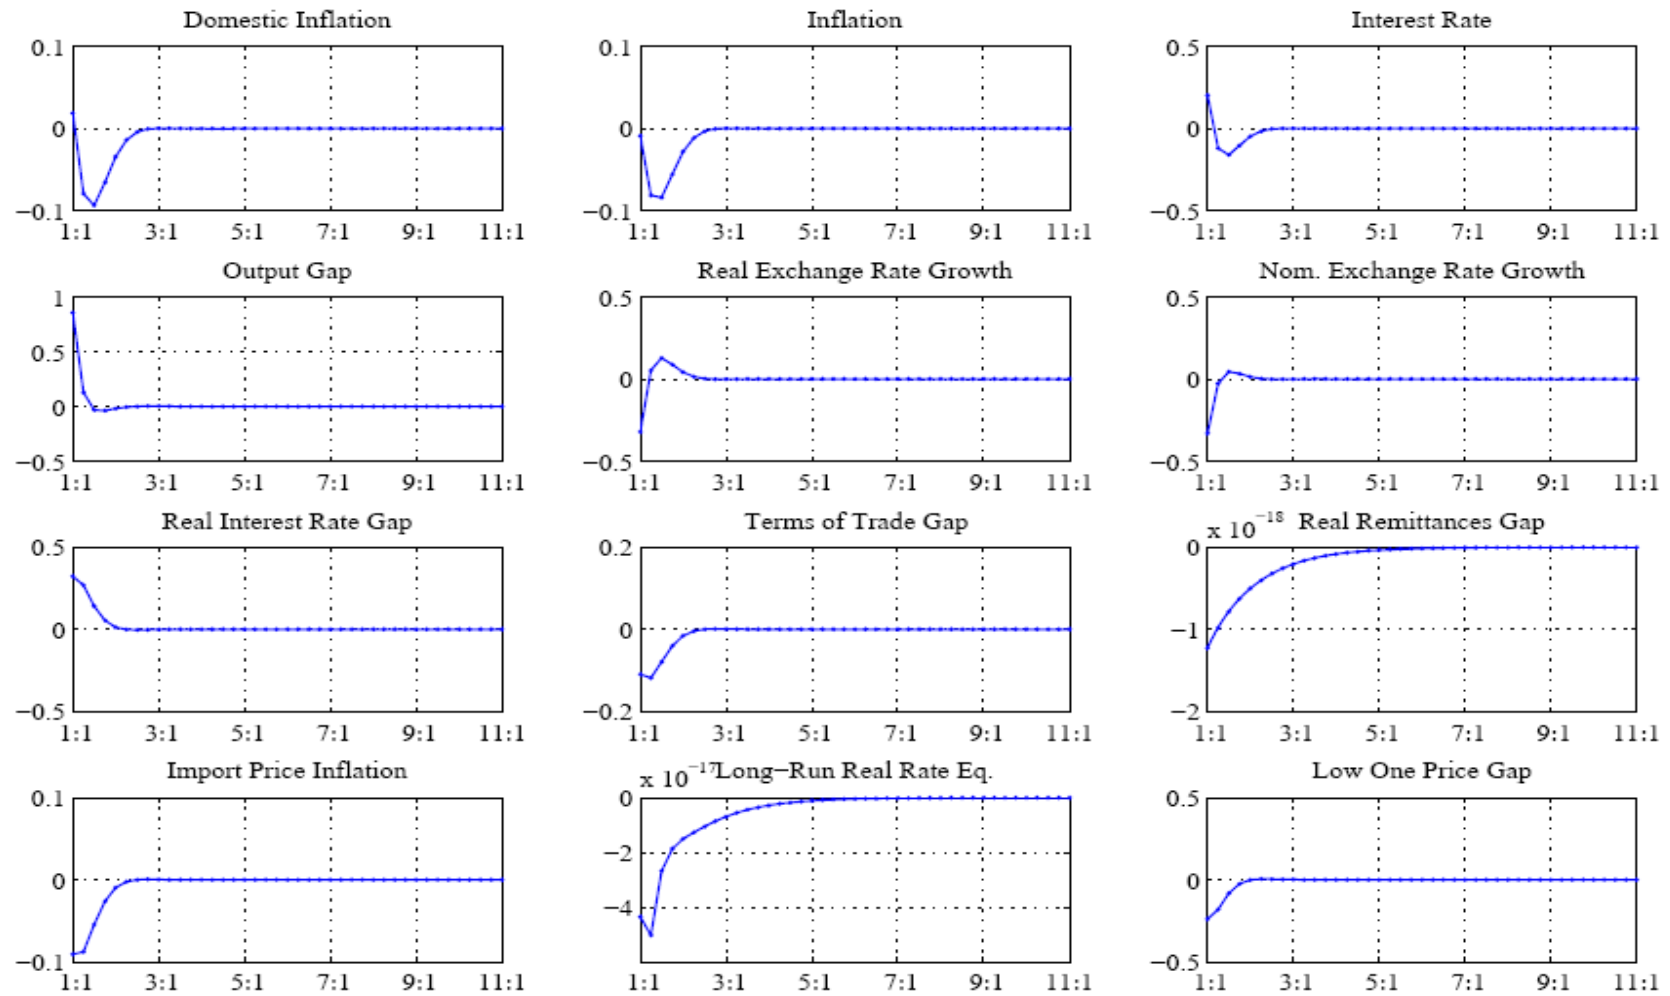 Domestic Inflation
0.1
0
−0.1
1:1 3:1 5:1 7:1 9:1 11:1
Inflation
0.1
0
−0.1
1:1 3:1 5:1 7:1 9:1 11:1
Interest Rate
0.5
0
−0.5
1:1 3:1 5:1 7:1 9:1 11:1
Output Gap
1
0.5
0
−0.5
1:1 3:1 5:1 7:1 9:1 11:1
Real Exchange Rate Growth
0.5
0
−0.5
1:1 3:1 5:1 7:1 9:1 11:1
Nom. Exchange Rate Growth
0.5
0
−0.5
1:1 3:1 5:1 7:1 9:1 11:1
Real Interest Rate Gap
0.5
0
−0.5
1:1 3:1 5:1 7:1 9:1 11:1
Terms of Trade Gap
0.2
0
−0.2
1:1 3:1 5:1 7:1 9:1 11:1
x 10⁻¹⁸ Real Remittances Gap
0
−1
−2
1:1 3:1 5:1 7:1 9:1 11:1
Import Price Inflation
0.1
0
−0.1
1:1 3:1 5:1 7:1 9:1 11:1
x 10⁻¹⁷Long−Run Real Rate Eq.
0
−2
−4
1:1 3:1 5:1 7:1 9:1 11:1
Low One Price Gap
0.5
0
−0.5
1:1 3:1 5:1 7:1 9:1 11:1